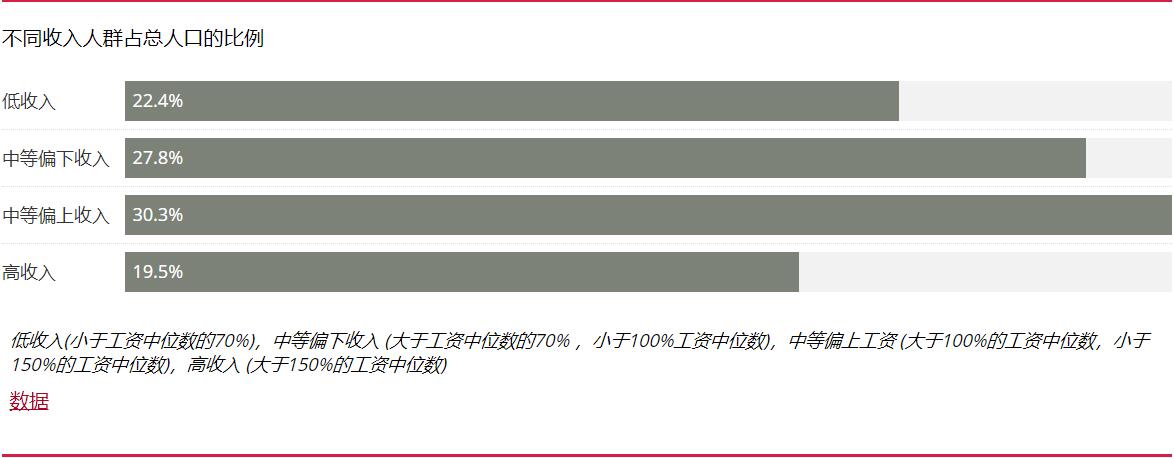 不同收入人群占总人口的比例
低收入 22.4%
中等偏下收入 27.8%
中等偏上收入 30.3%
高收入 19.5%
低收入(小于工资中位数的70%)，中等偏下收入 (大于工资中位数的70% ，小于100%工资中位数)，中等偏上工资 (大于100%的工资中位数，小于
150%的工资中位数)，高收入 (大于150%的工资中位数)
数据